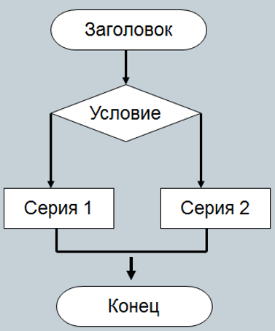 Заголовок
Условие
Серия 1
Серия 2
Конец